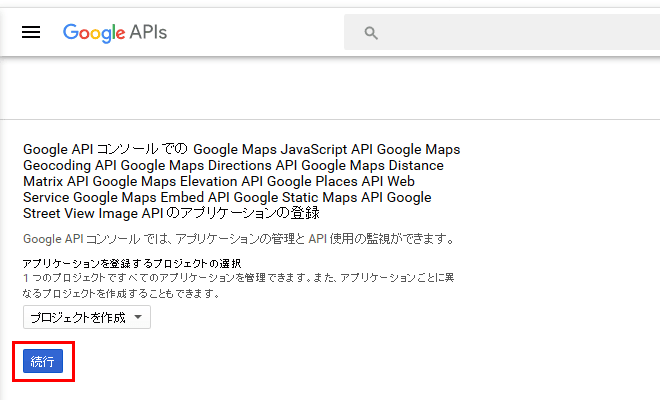 Google APIs
Google API コンソール での Google Maps JavaScript API Google Maps
Geocoding API Google Maps Directions API Google Maps Distance
Matrix API Google Maps Elevation API Google Places API Web
Service Google Maps Embed API Google Static Maps API Google
Street View Image API のアプリケーションの登録
Google API コンソール では、アプリケーションの管理と API 使用の監視ができます。
アプリケーションを登録するプロジェクトの選択
1 つのプロジェクトですべてのアプリケーションを管理できます。また、アプリケーションごとに異
なるプロジェクトを作成することもできます。
プロジェクトを作成
続行